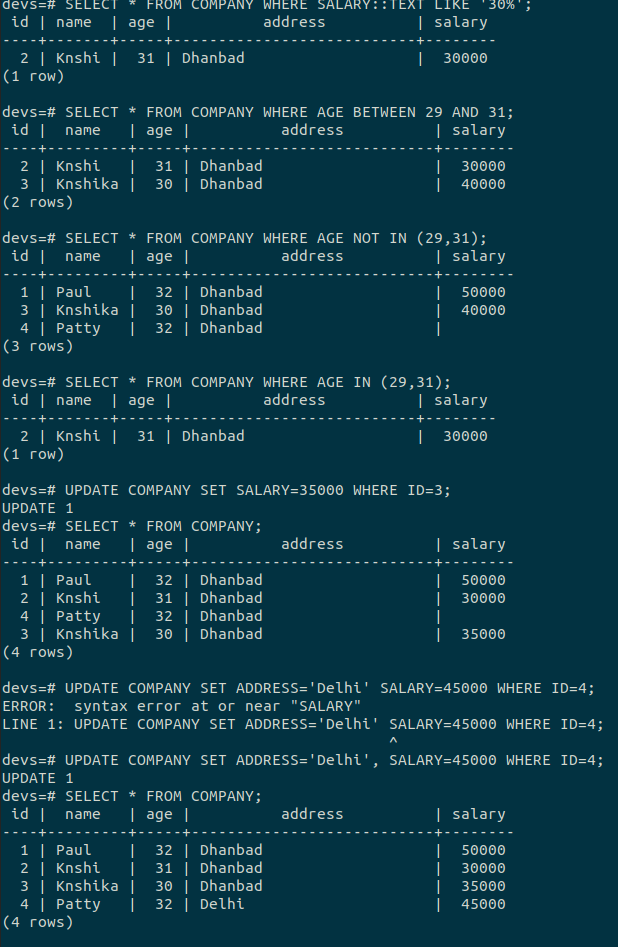 devs=# SELECT * FROM COMPANY WHERE SALARY::TEXT LIKE '30%';
 id | name  | age |          address          | salary
----+-------+-----+---------------------------+--------
  2 | Knshi |  31 | Dhanbad                   |  30000
(1 row)

devs=# SELECT * FROM COMPANY WHERE AGE BETWEEN 29 AND 31;
 id |  name   | age |          address          | salary
----+---------+-----+---------------------------+--------
  2 | Knshi   |  31 | Dhanbad                   |  30000
  3 | Knshika |  30 | Dhanbad                   |  40000
(2 rows)

devs=# SELECT * FROM COMPANY WHERE AGE NOT IN (29,31);
 id |  name   | age |          address          | salary
----+---------+-----+---------------------------+--------
  1 | Paul    |  32 | Dhanbad                   |  50000
  3 | Knshika |  30 | Dhanbad                   |  40000
  4 | Patty   |  32 | Dhanbad                   |
(3 rows)

devs=# SELECT * FROM COMPANY WHERE AGE IN (29,31);
 id | name  | age |          address          | salary
----+-------+-----+---------------------------+--------
  2 | Knshi |  31 | Dhanbad                   |  30000
(1 row)

devs=# UPDATE COMPANY SET SALARY=35000 WHERE ID=3;
UPDATE 1
devs=# SELECT * FROM COMPANY;
 id |  name   | age |          address          | salary
----+---------+-----+---------------------------+--------
  1 | Paul    |  32 | Dhanbad                   |  50000
  2 | Knshi   |  31 | Dhanbad                   |  30000
  4 | Patty   |  32 | Dhanbad                   |
  3 | Knshika |  30 | Dhanbad                   |  35000
(4 rows)

devs=# UPDATE COMPANY SET ADDRESS='Delhi' SALARY=45000 WHERE ID=4;
ERROR:  syntax error at or near "SALARY"
LINE 1: UPDATE COMPANY SET ADDRESS='Delhi' SALARY=45000 WHERE ID=4;
                                           ^
devs=# UPDATE COMPANY SET ADDRESS='Delhi', SALARY=45000 WHERE ID=4;
UPDATE 1
devs=# SELECT * FROM COMPANY;
 id |  name   | age |          address          | salary
----+---------+-----+---------------------------+--------
  1 | Paul    |  32 | Dhanbad                   |  50000
  2 | Knshi   |  31 | Dhanbad                   |  30000
  3 | Knshika |  30 | Dhanbad                   |  35000
  4 | Patty   |  32 | Delhi                     |  45000
(4 rows)